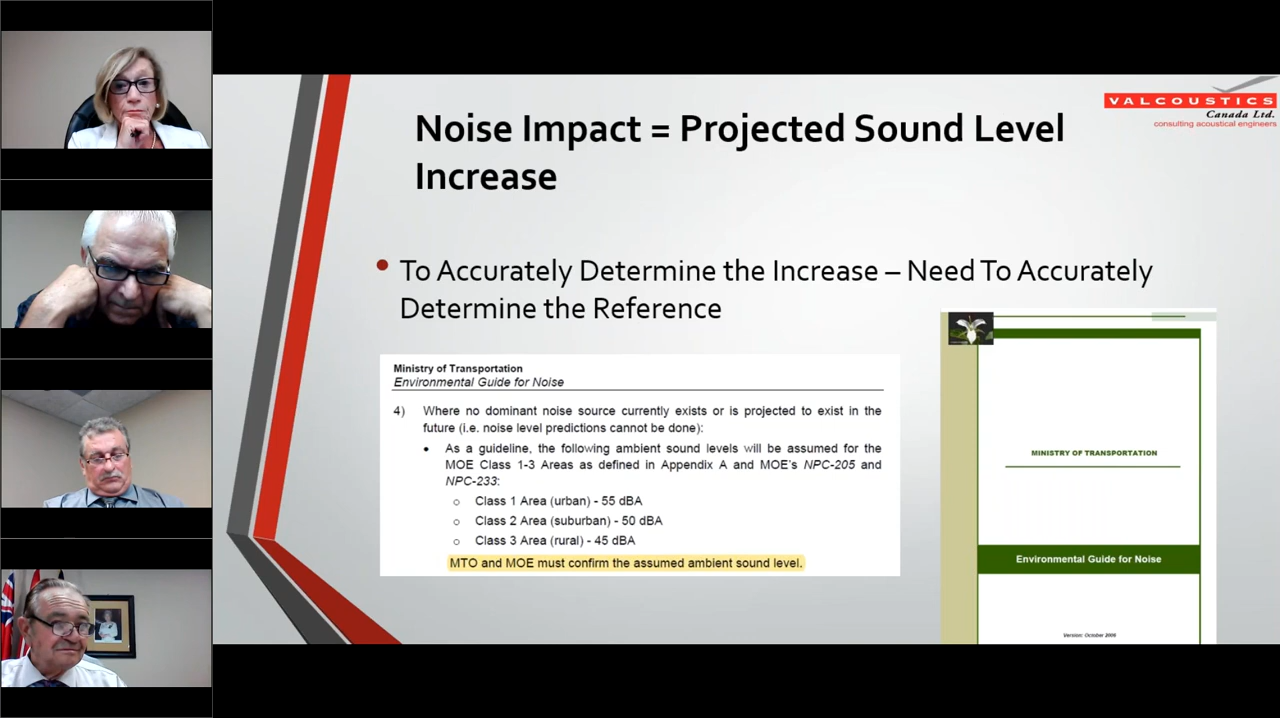 VALCOUSTICS
Canada Ltd.
consulting acoustical engineers
Noise Impact = Projected Sound Level
Increase
• To Accurately Determine the Increase – Need To Accurately
Determine the Reference
Ministry of Transportation
Environmental Guide for Noise
4) Where no dominant noise source currently exists or is projected to exist in the
future (i.e. noise level predictions cannot be done):
• As a guideline, the following ambient sound levels will be assumed for the
MOE Class 1-3 Areas as defined in Appendix A and MOE's NPC-205 and
NPC-233:
o Class 1 Area (urban) - 55 dBA
o Class 2 Area (suburban) - 50 dBA
o Class 3 Area (rural) - 45 dBA
MTO and MOE must confirm the assumed ambient sound level.
MINISTRY OF TRANSPORTATION
Environmental Guide for Noise
Version: October 2006